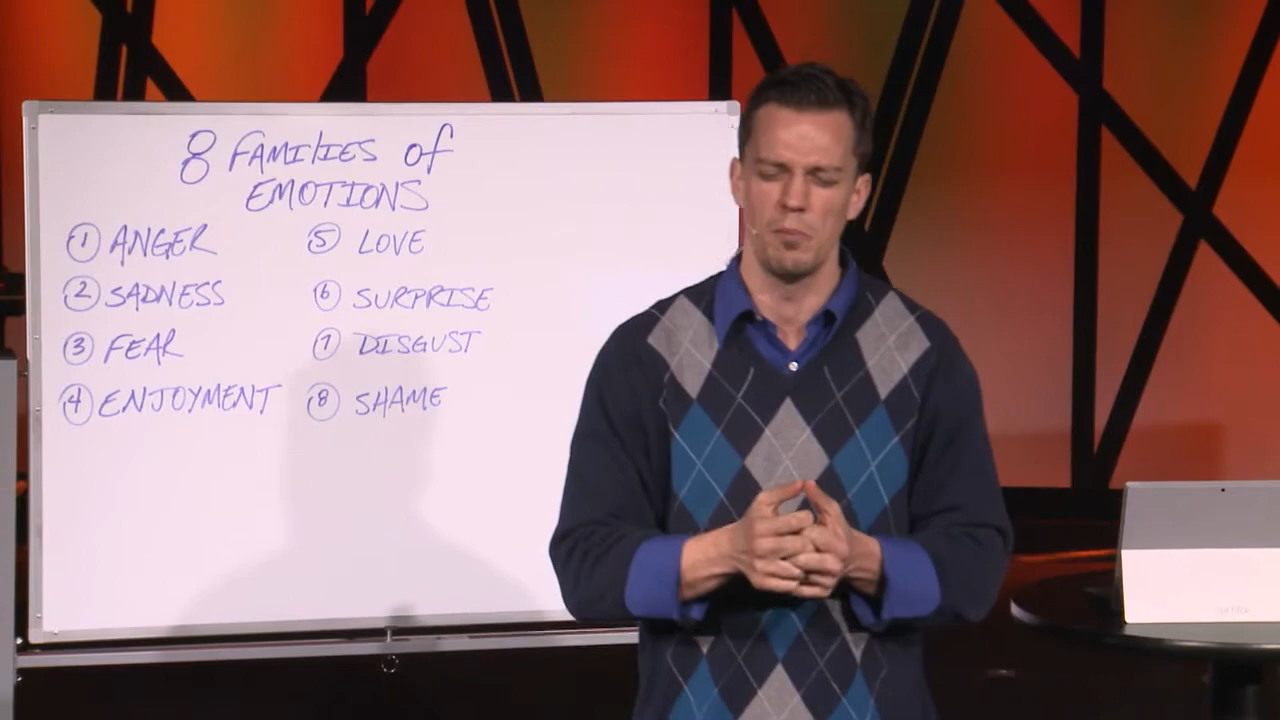 8 FAMILIES of
EMOTIONS
① ANGER
② SADNESS
③ FEAR
④ ENJOYMENT
⑤ LOVE
⑥ SURPRISE
⑦ DISGUST
⑧ SHAME